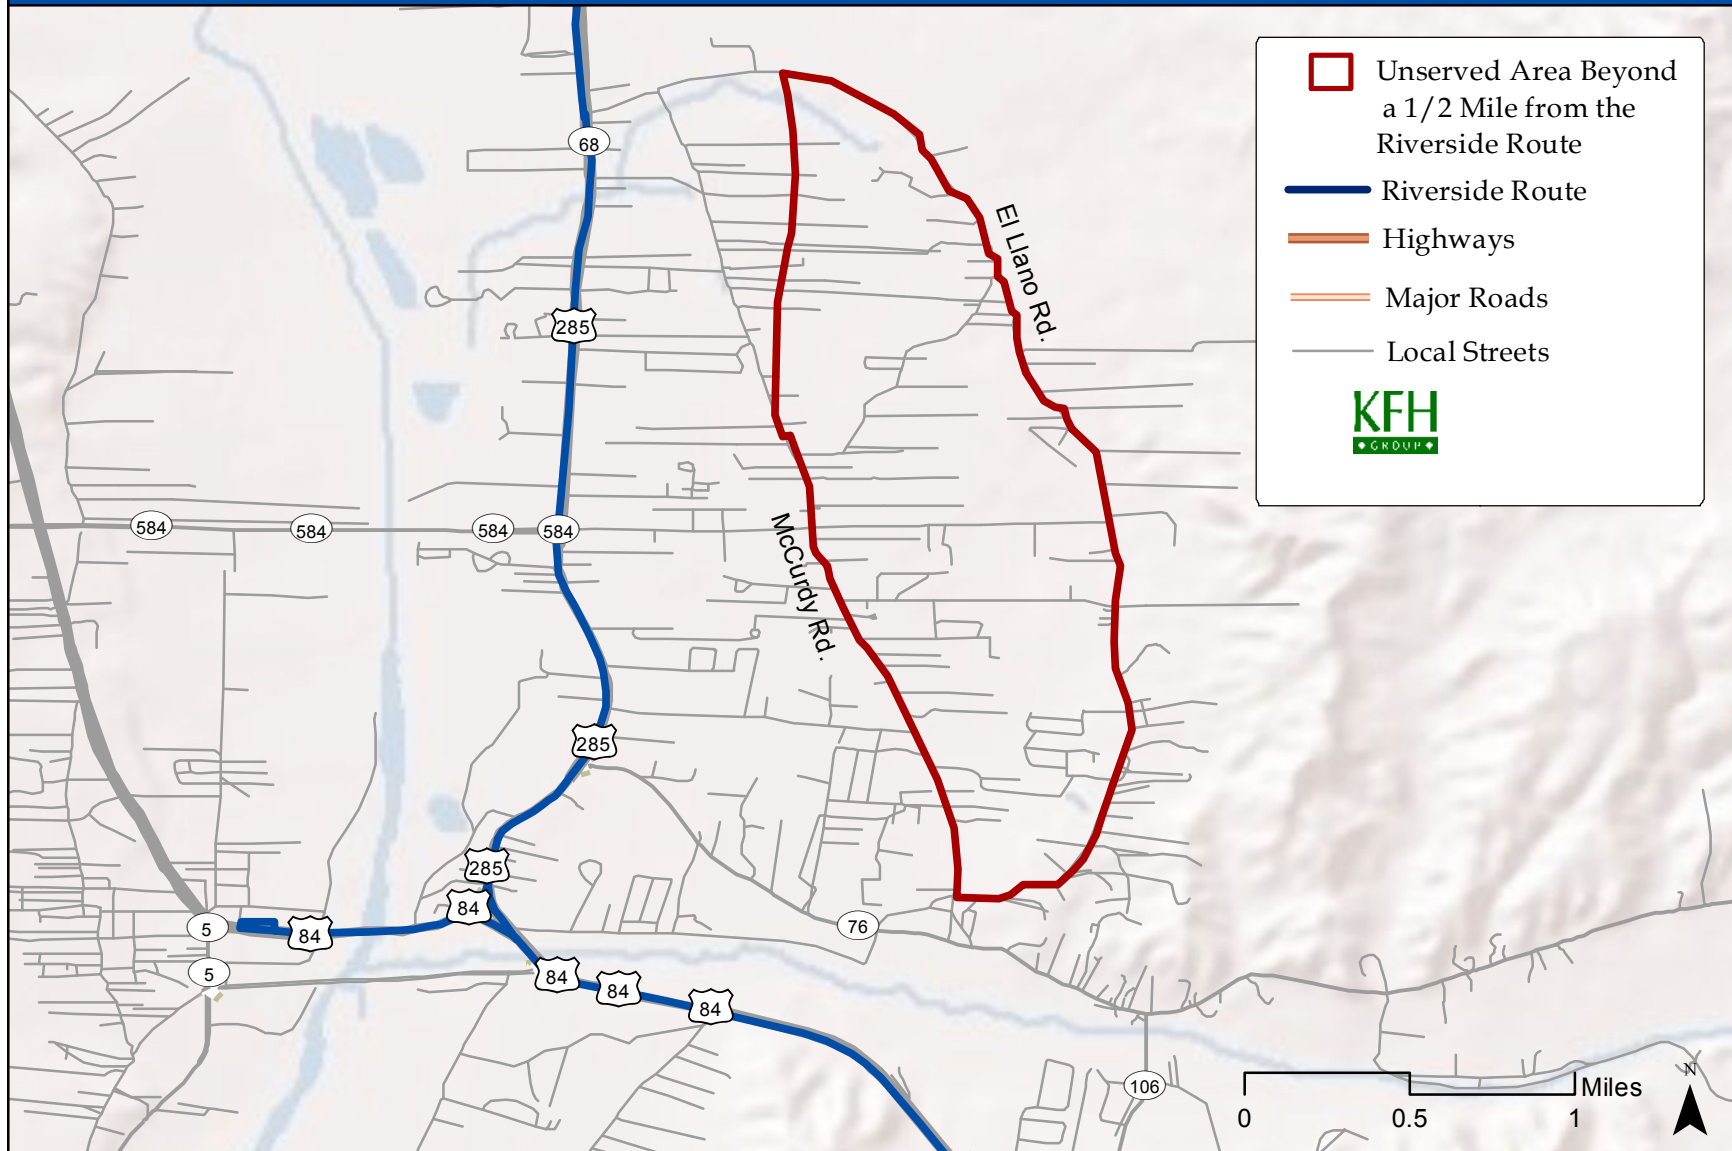 Unserved Area Beyond
a 1/2 Mile from the
Riverside Route
Riverside Route
Highways
Major Roads
Local Streets
KFH
GROUP
68
El Llano Rd.
285
584
584
584
584
McCurdy Rd.
285
285
84
5
84
76
5
84
84
84
106
Miles
0
0.5
1
N